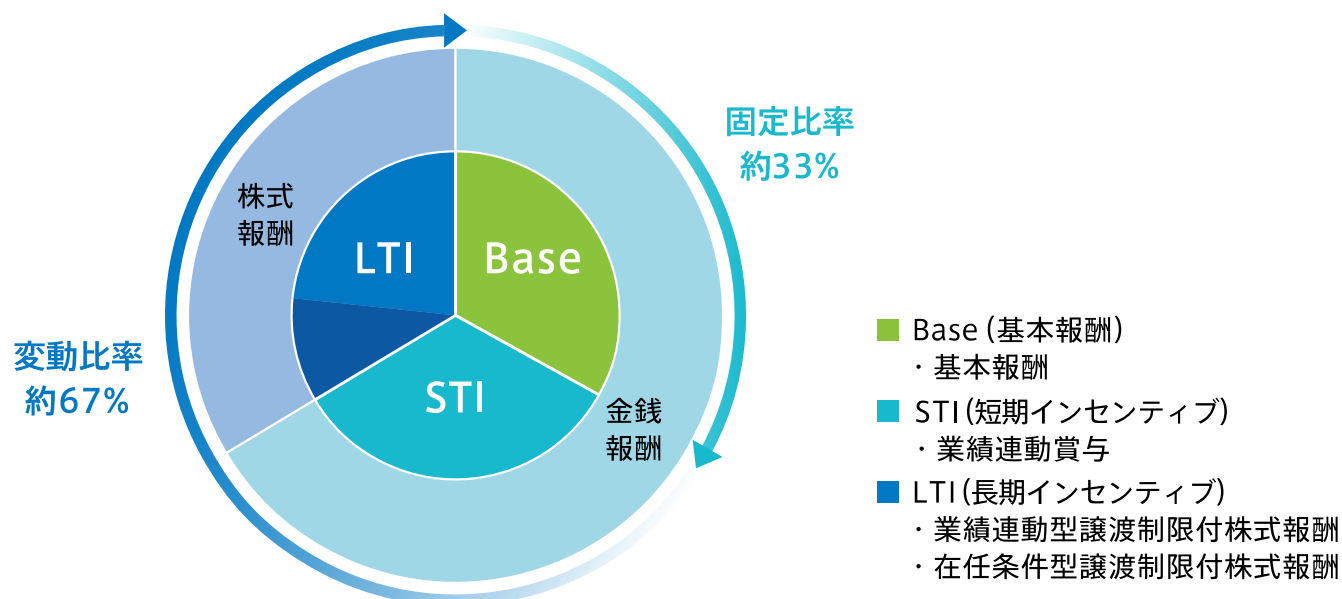 固定比率
約33%
株式
報酬
LTI
Base
変動比率
約67%
STI
金銭
報酬
Base（基本報酬）
・基本報酬
STI（短期インセンティブ）
・業績連動賞与
LTI（長期インセンティブ）
・業績連動型譲渡制限付株式報酬
・在任条件型譲渡制限付株式報酬